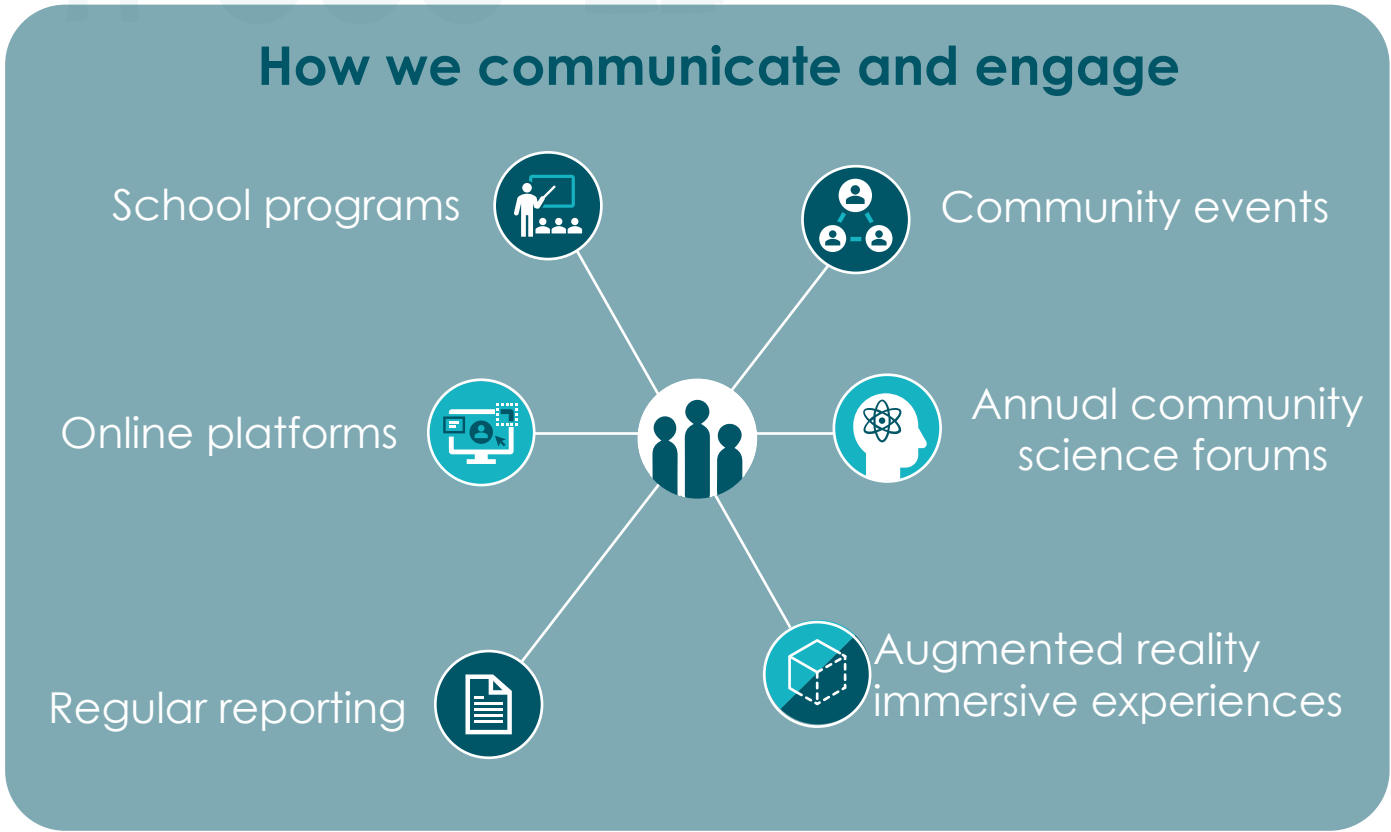 How we communicate and engage
School programs
Community events
Online platforms
Annual community
science forums
Regular reporting
Augmented reality
immersive experiences